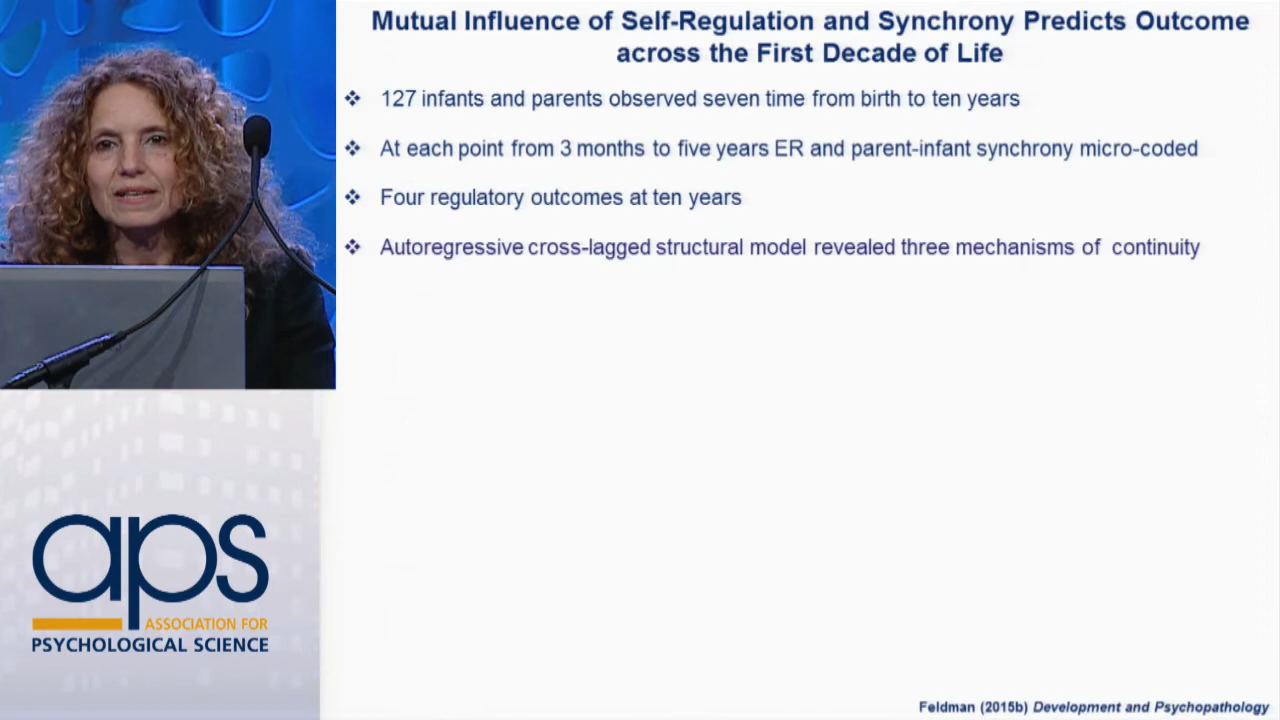 Mutual Influence of Self-Regulation and Synchrony Predicts Outcome
across the First Decade of Life
❖ 127 infants and parents observed seven time from birth to ten years
❖ At each point from 3 months to five years ER and parent-infant synchrony micro-coded
❖ Four regulatory outcomes at ten years
❖ Autoregressive cross-lagged structural model revealed three mechanisms of continuity
aps
ASSOCIATION FOR
PSYCHOLOGICAL SCIENCE
Feldman (2015b) Development and Psychopathology